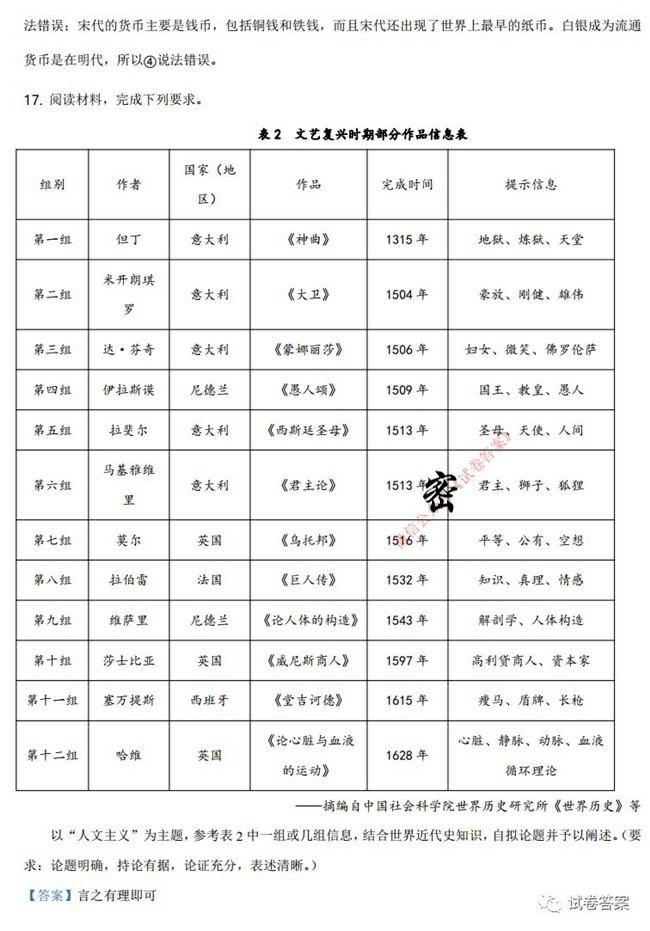 法错误；宋代的货币主要是钱币，包括铜钱和铁钱，而且宋代还出现了世界上最早的纸币。白银成为流通
货币是在明代，所以④说法错误。
17. 阅读材料，完成下列要求。
表 2 文艺复兴时期部分作品信息表
组别 作者 国家（地区） 作品 完成时间 提示信息
第一组 但丁 意大利 《神曲》 1315 年 地狱、炼狱、天堂
第二组 米开朗琪罗 意大利 《大卫》 1504 年 豪放、刚健、雄伟
第三组 达·芬奇 意大利 《蒙娜丽莎》 1506 年 妇女、微笑、佛罗伦萨
第四组 伊拉斯谟 尼德兰 《愚人颂》 1509 年 国王、教皇、愚人
第五组 拉斐尔 意大利 《西斯廷圣母》 1513 年 圣母、天使、人间
第六组 马基雅维里 意大利 《君主论》 1513 年 君主、狮子、狐狸
密
第七组 莫尔 英国 《乌托邦》 1516 年 平等、公有、空想
第八组 拉伯雷 法国 《巨人传》 1532 年 知识、真理、情感
第九组 维萨里 尼德兰 《论人体的构造》 1543 年 解剖学、人体构造
第十组 莎士比亚 英国 《威尼斯商人》 1597 年 高利贷商人、资本家
第十一组 塞万提斯 西班牙 《堂吉诃德》 1615 年 瘦马、盾牌、长枪
第十二组 哈维 英国 《论心脏与血液的运动》 1628 年 心脏、静脉、动脉、血液循环理论
——摘编自中国社会科学院世界历史研究所《世界历史》等
以“人文主义”为主题，参考表 2 中一组或几组信息，结合世界近代史知识，自拟论题并予以阐述。（要
求：论题明确，持论有据，论证充分，表述清晰。）
【答案】言之有理即可
试卷答案